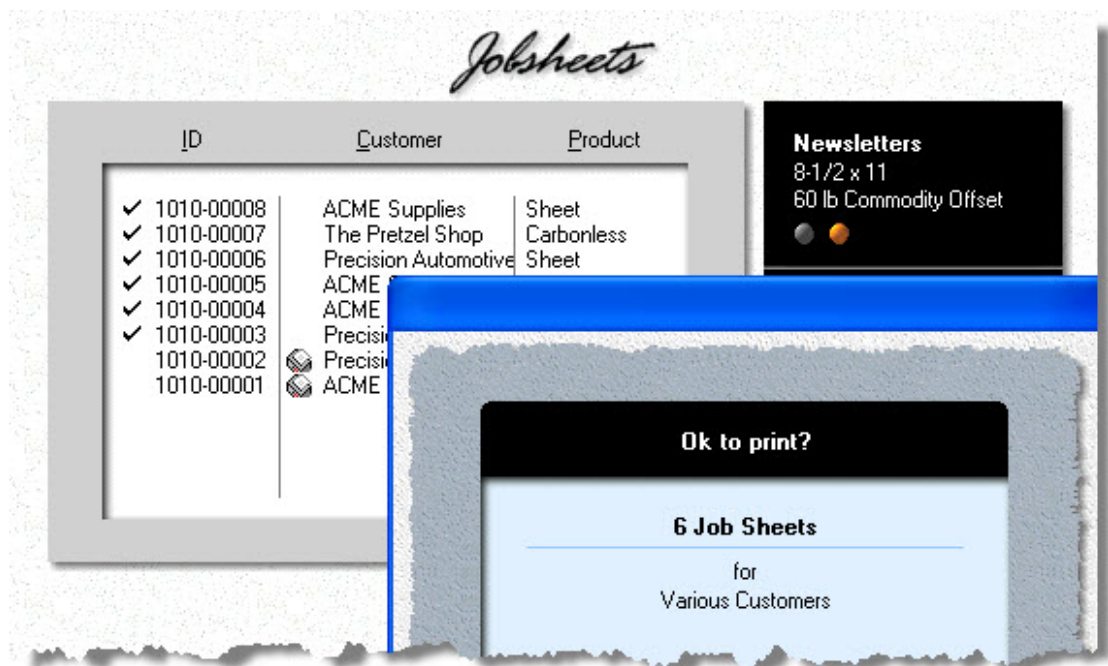 Jobsheets
ID Customer Product
1010-00008 ACME Supplies Sheet
1010-00007 The Pretzel Shop Carbonless
1010-00006 Precision Automotive Sheet
1010-00005 ACME
1010-00004 ACME
1010-00003 Precisi
1010-00002 Precisi
1010-00001 ACME
Newsletters
8-1/2 x 11
60 lb Commodity Offset
Ok to print?
6 Job Sheets
for
Various Customers